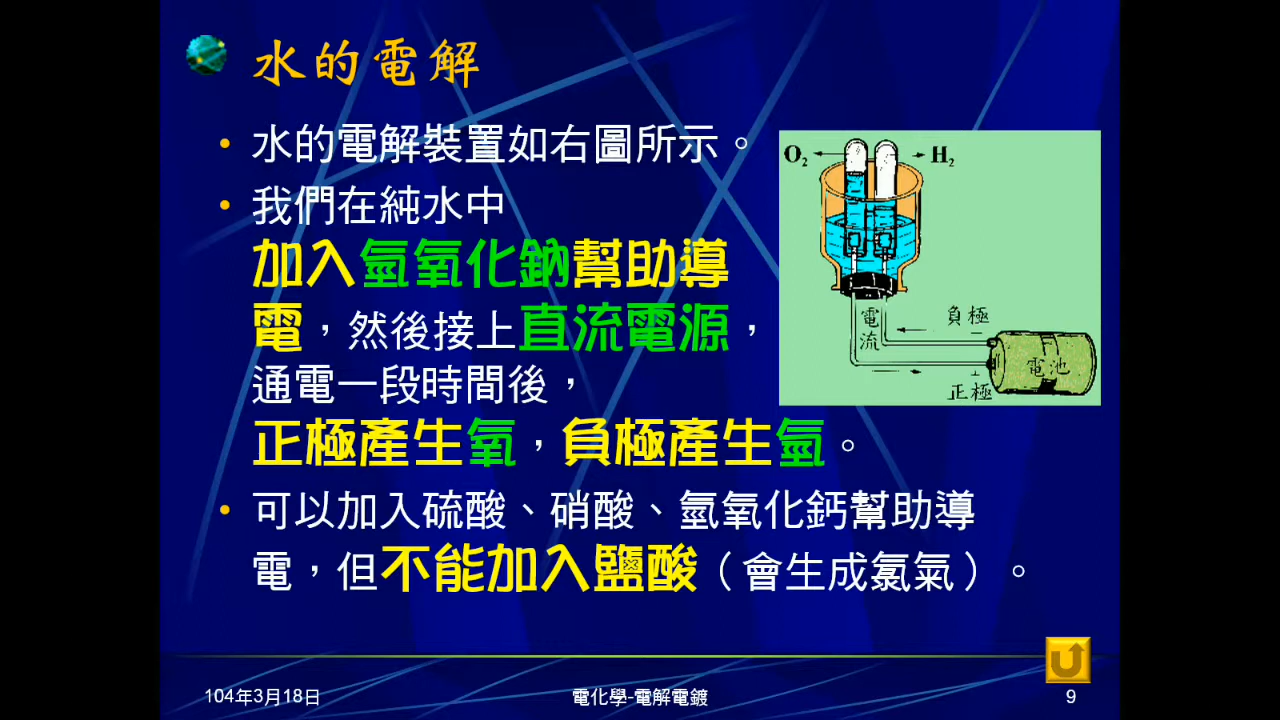 水的電解
• 水的電解裝置如右圖所示。
• 我們在純水中
加入氫氧化鈉幫助導
電，然後接上直流電源，
通電一段時間後，
正極產生氧，負極產生氫。
• 可以加入硫酸、硝酸、氫氧化鈣幫助導
電，但不能加入鹽酸（會生成氯氣）。
O₂
H₂
電流
負極
－
電池
＋
正極
104年3月18日
電化學-電解電鍍
9